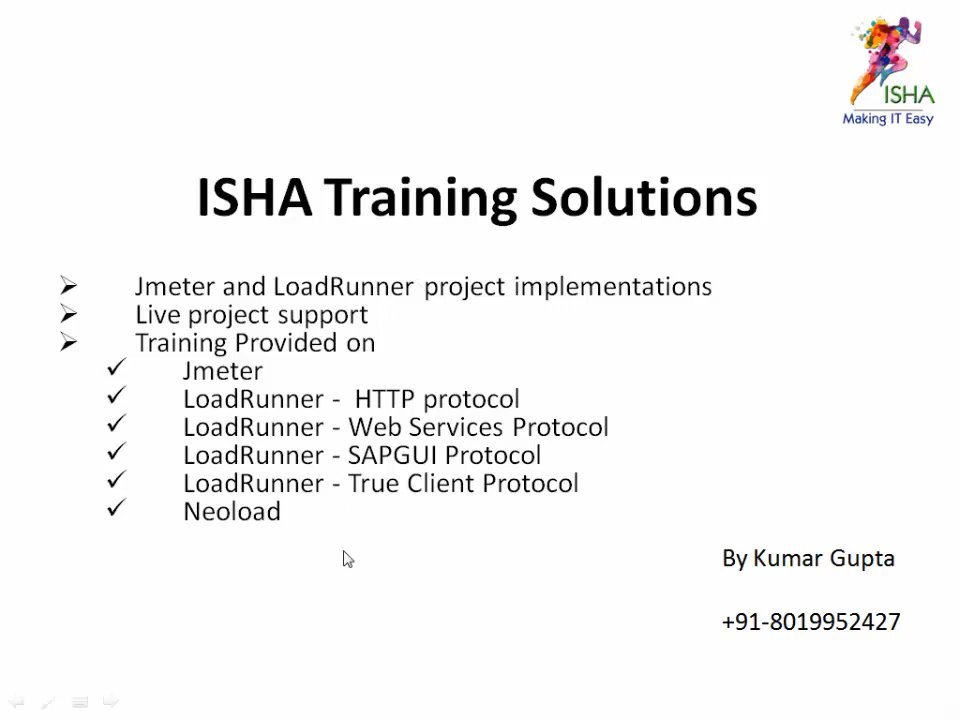 ISHA
Making IT Easy
ISHA Training Solutions
Jmeter and LoadRunner project implementations
Live project support
Training Provided on
Jmeter
LoadRunner -  HTTP protocol
LoadRunner - Web Services Protocol
LoadRunner - SAPGUI Protocol
LoadRunner - True Client Protocol
Neoload
By Kumar Gupta
+91-8019952427